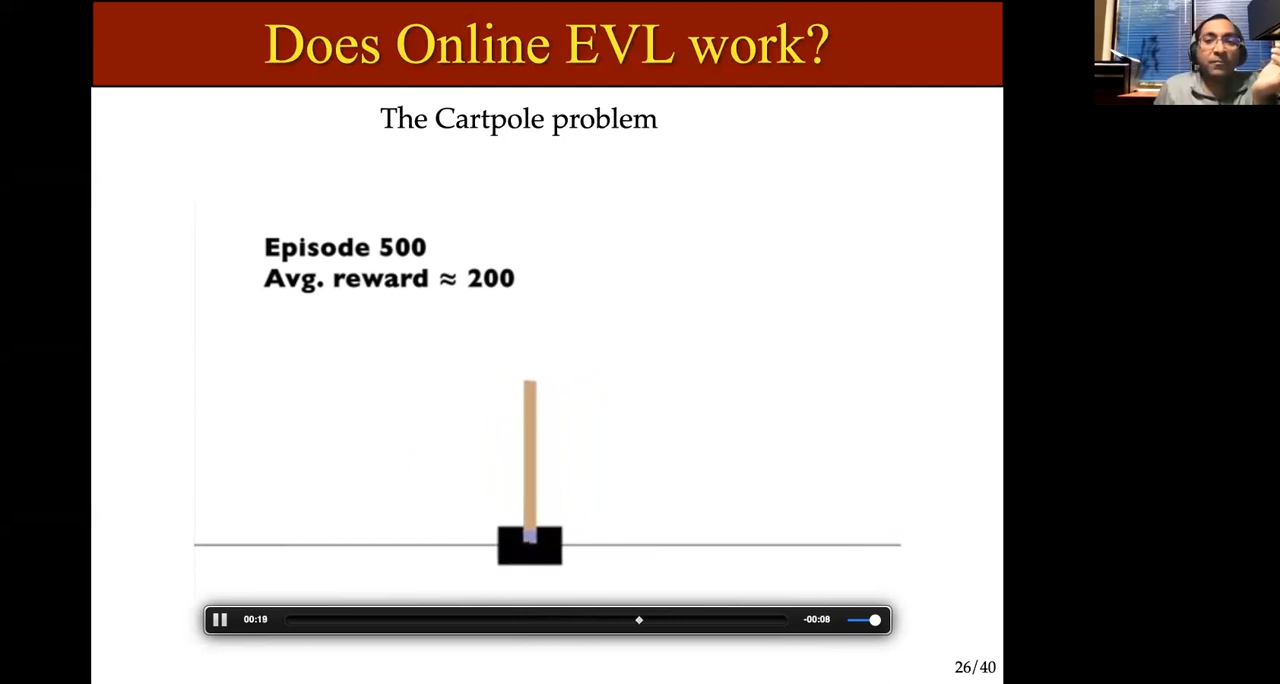 Does Online EVL work?
The Cartpole problem
Episode 500
Avg. reward ≈ 200
00:19
-00:08
26/40